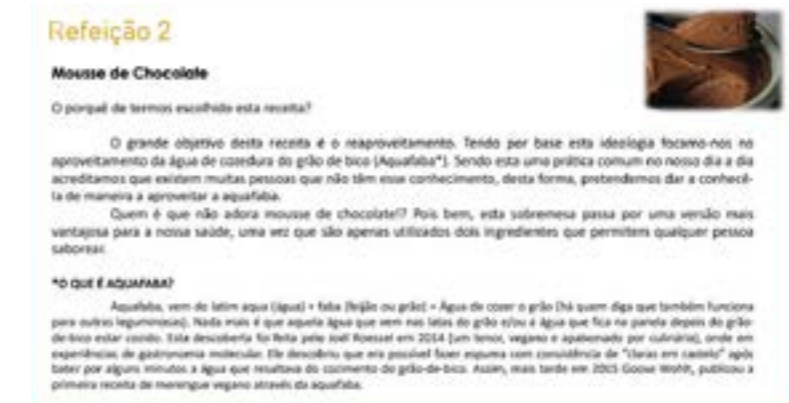 Refeição 2
Mousse de Chocolate
O porquê de termos escolhido esta receita?
O grande objetivo desta receita é o reaproveitamento. Tendo por base esta ideologia focamo-nos no
aproveitamento da água de cozedura do grão de bico (Aquafaba*). Sendo esta uma prática comum no nosso dia a dia
acreditamos que existem muitas pessoas que não têm esse conhecimento, desta forma, pretendemos dar a conhecê-
la de maneira a aproveitar a aquafaba.
Quem é que não adora mousse de chocolate!? Pois bem, esta sobremesa passa por uma versão mais
vantajosa para a nossa saúde, uma vez que são apenas utilizados dois ingredientes que permitem qualquer pessoa
saborear.
*O QUE É AQUAFABA?
Aquafaba, vem do latim aqua (água) + faba (feijão ou grão) = Água de cozer o grão (há quem diga que também funciona
para outras leguminosas). Nada mais é que aquela água que vem nas latas do grão e/ou a água que fica na panela depois do grão-
de-bico estar cozido. Esta descoberta foi feita pelo Joël Roessel em 2014 (um tenor, vegano e apaixonado por culinária), onde em
experiências de gastronomia molecular. Ele descobriu que era possível fazer espuma com consistência de "claras em castelo" após
bater por alguns minutos a água que resultava do cozimento do grão-de-bico. Assim, mais tarde em 2015 Goose Wohlt, publicou a
primeira receita de merengue vegano através da aquafaba.